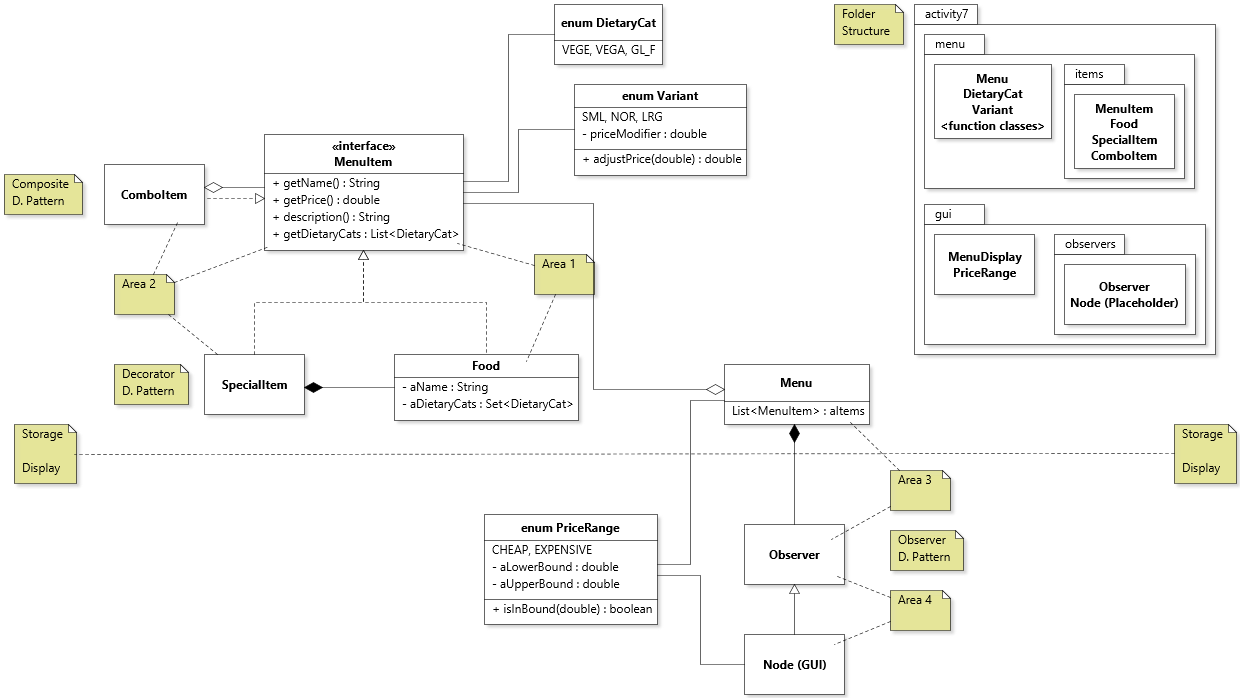 enum DietaryCat
VEGE, VEGA, GL_F
enum Variant
SML, NOR, LRG
- priceModifier : double
+ adjustPrice(double) : double
«interface»
MenuItem
+ getName() : String
+ getPrice() : double
+ description() : String
+ getDietaryCats : List<DietaryCat>
ComboItem
Composite
D. Pattern
Area 2
Area 1
Decorator
D. Pattern
SpecialItem
Food
- aName : String
- aDietaryCats : Set<DietaryCat>
Menu
List<MenuItem> : aItems
Storage
Display
Storage
Display
Area 3
Observer
D. Pattern
Area 4
enum PriceRange
CHEAP, EXPENSIVE
- aLowerBound : double
- aUpperBound : double
+ isInBound(double) : boolean
Observer
Node (GUI)
Folder
Structure
activity7
menu
Menu
DietaryCat
Variant
<function classes>
items
MenuItem
Food
SpecialItem
ComboItem
gui
MenuDisplay
PriceRange
observers
Observer
Node (Placeholder)